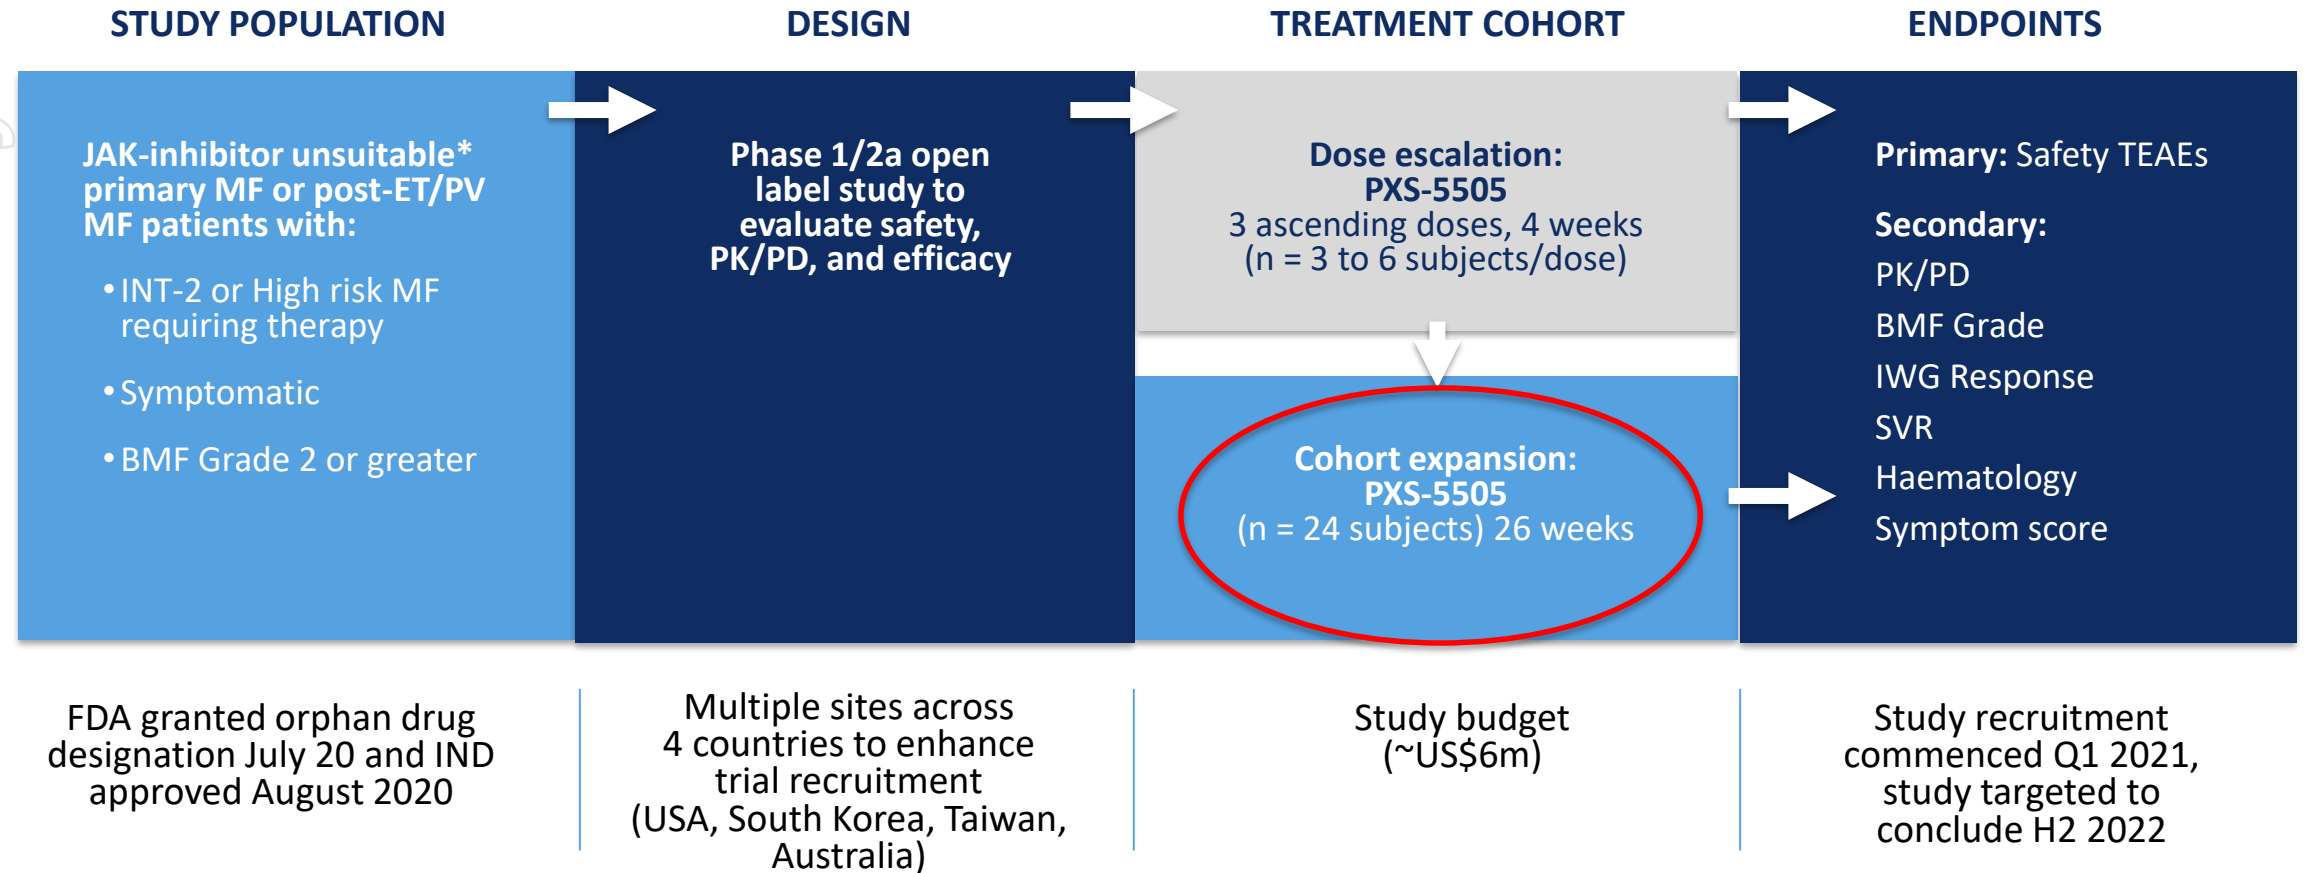 STUDY POPULATION
JAK-inhibitor unsuitable*
primary MF or post-ET/PV
MF patients with:
• INT-2 or High risk MF
requiring therapy
• Symptomatic
• BMF Grade 2 or greater
FDA granted orphan drug
designation July 20 and IND
approved August 2020
DESIGN
Phase 1/2a open
label study to
evaluate safety,
PK/PD, and efficacy
Multiple sites across
4 countries to enhance
trial recruitment
(USA, South Korea, Taiwan,
Australia)
TREATMENT COHORT
Dose escalation:
PXS-5505
3 ascending doses, 4 weeks
(n = 3 to 6 subjects/dose)
Cohort expansion:
PXS-5505
(n = 24 subjects) 26 weeks
Study budget
(~US$6m)
ENDPOINTS
Primary: Safety TEAEs
Secondary:
PK/PD
BMF Grade
IWG Response
SVR
Haematology
Symptom score
Study recruitment
commenced Q1 2021,
study targeted to
conclude H2 2022